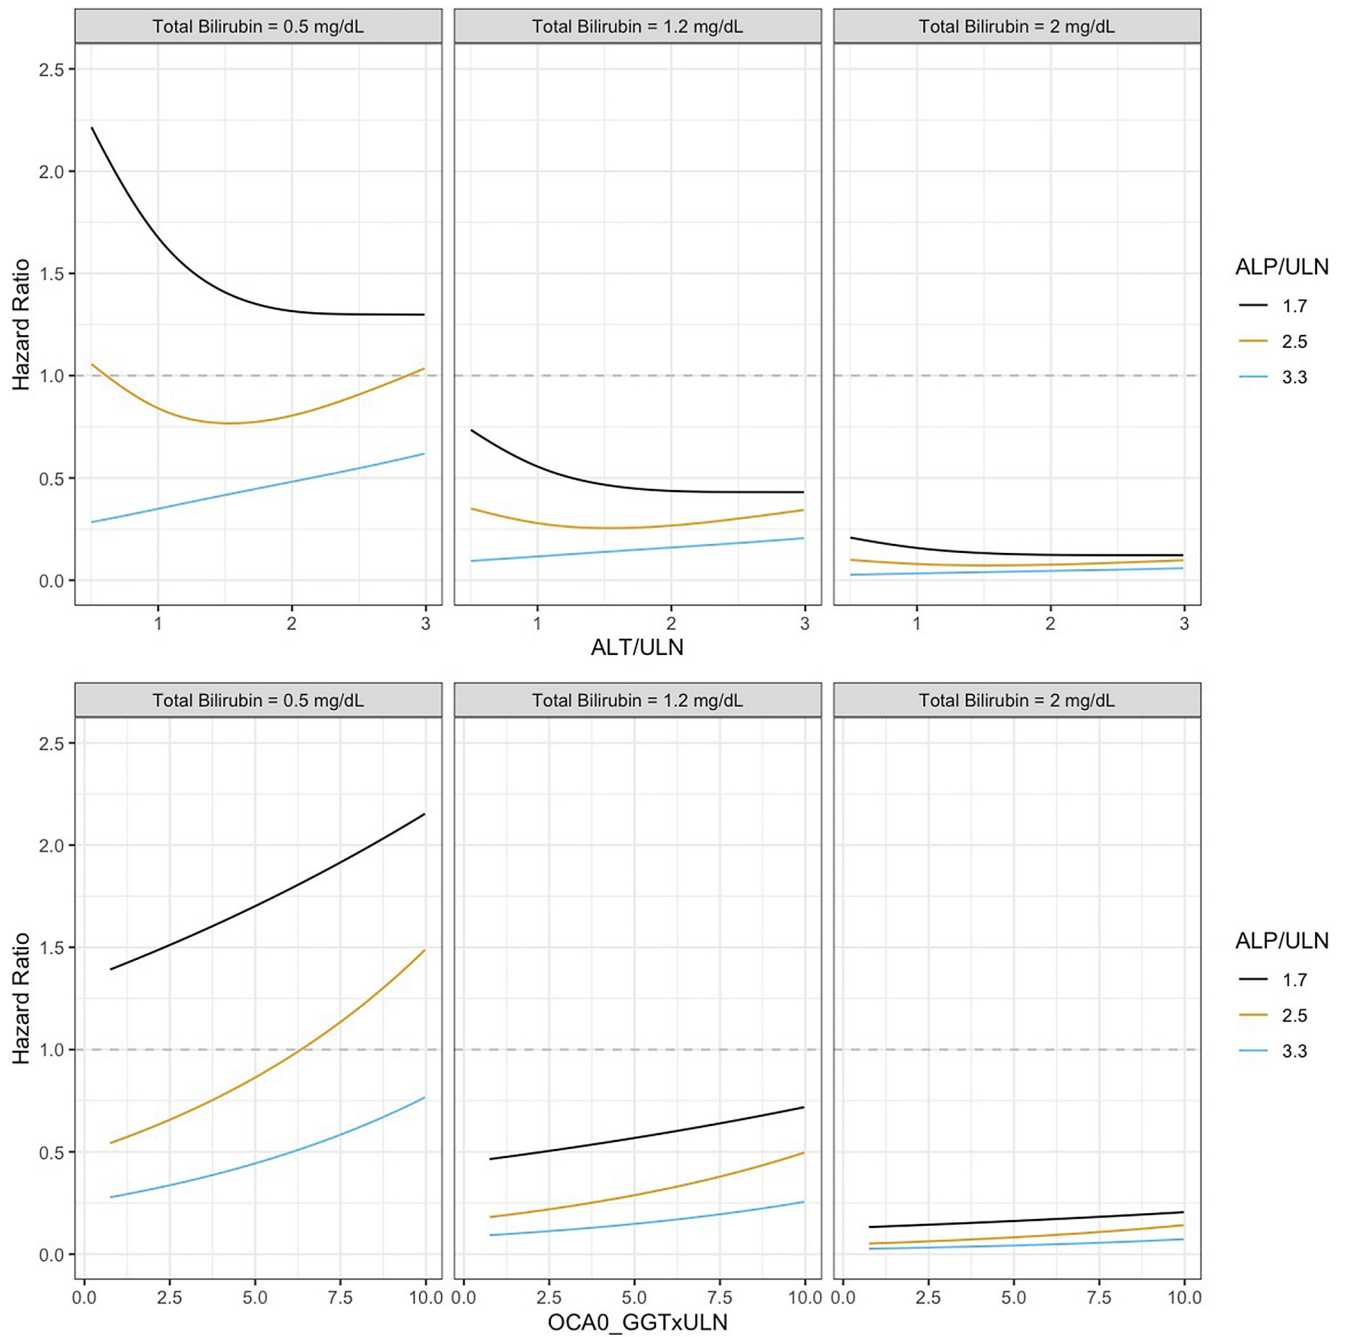 Total Bilirubin = 0.5 mg/dL
Total Bilirubin = 1.2 mg/dL
Total Bilirubin = 2 mg/dL
Hazard Ratio
2.5
2.0
1.5
1.0
0.5
0.0
1 2 3
1 2 3
1 2 3
ALT/ULN
ALP/ULN
1.7
2.5
3.3
Total Bilirubin = 0.5 mg/dL
Total Bilirubin = 1.2 mg/dL
Total Bilirubin = 2 mg/dL
Hazard Ratio
2.5
2.0
1.5
1.0
0.5
0.0
0.0 2.5 5.0 7.5 10.0
0.0 2.5 5.0 7.5 10.0
0.0 2.5 5.0 7.5 10.0
OCA0_GGTxULN
ALP/ULN
1.7
2.5
3.3